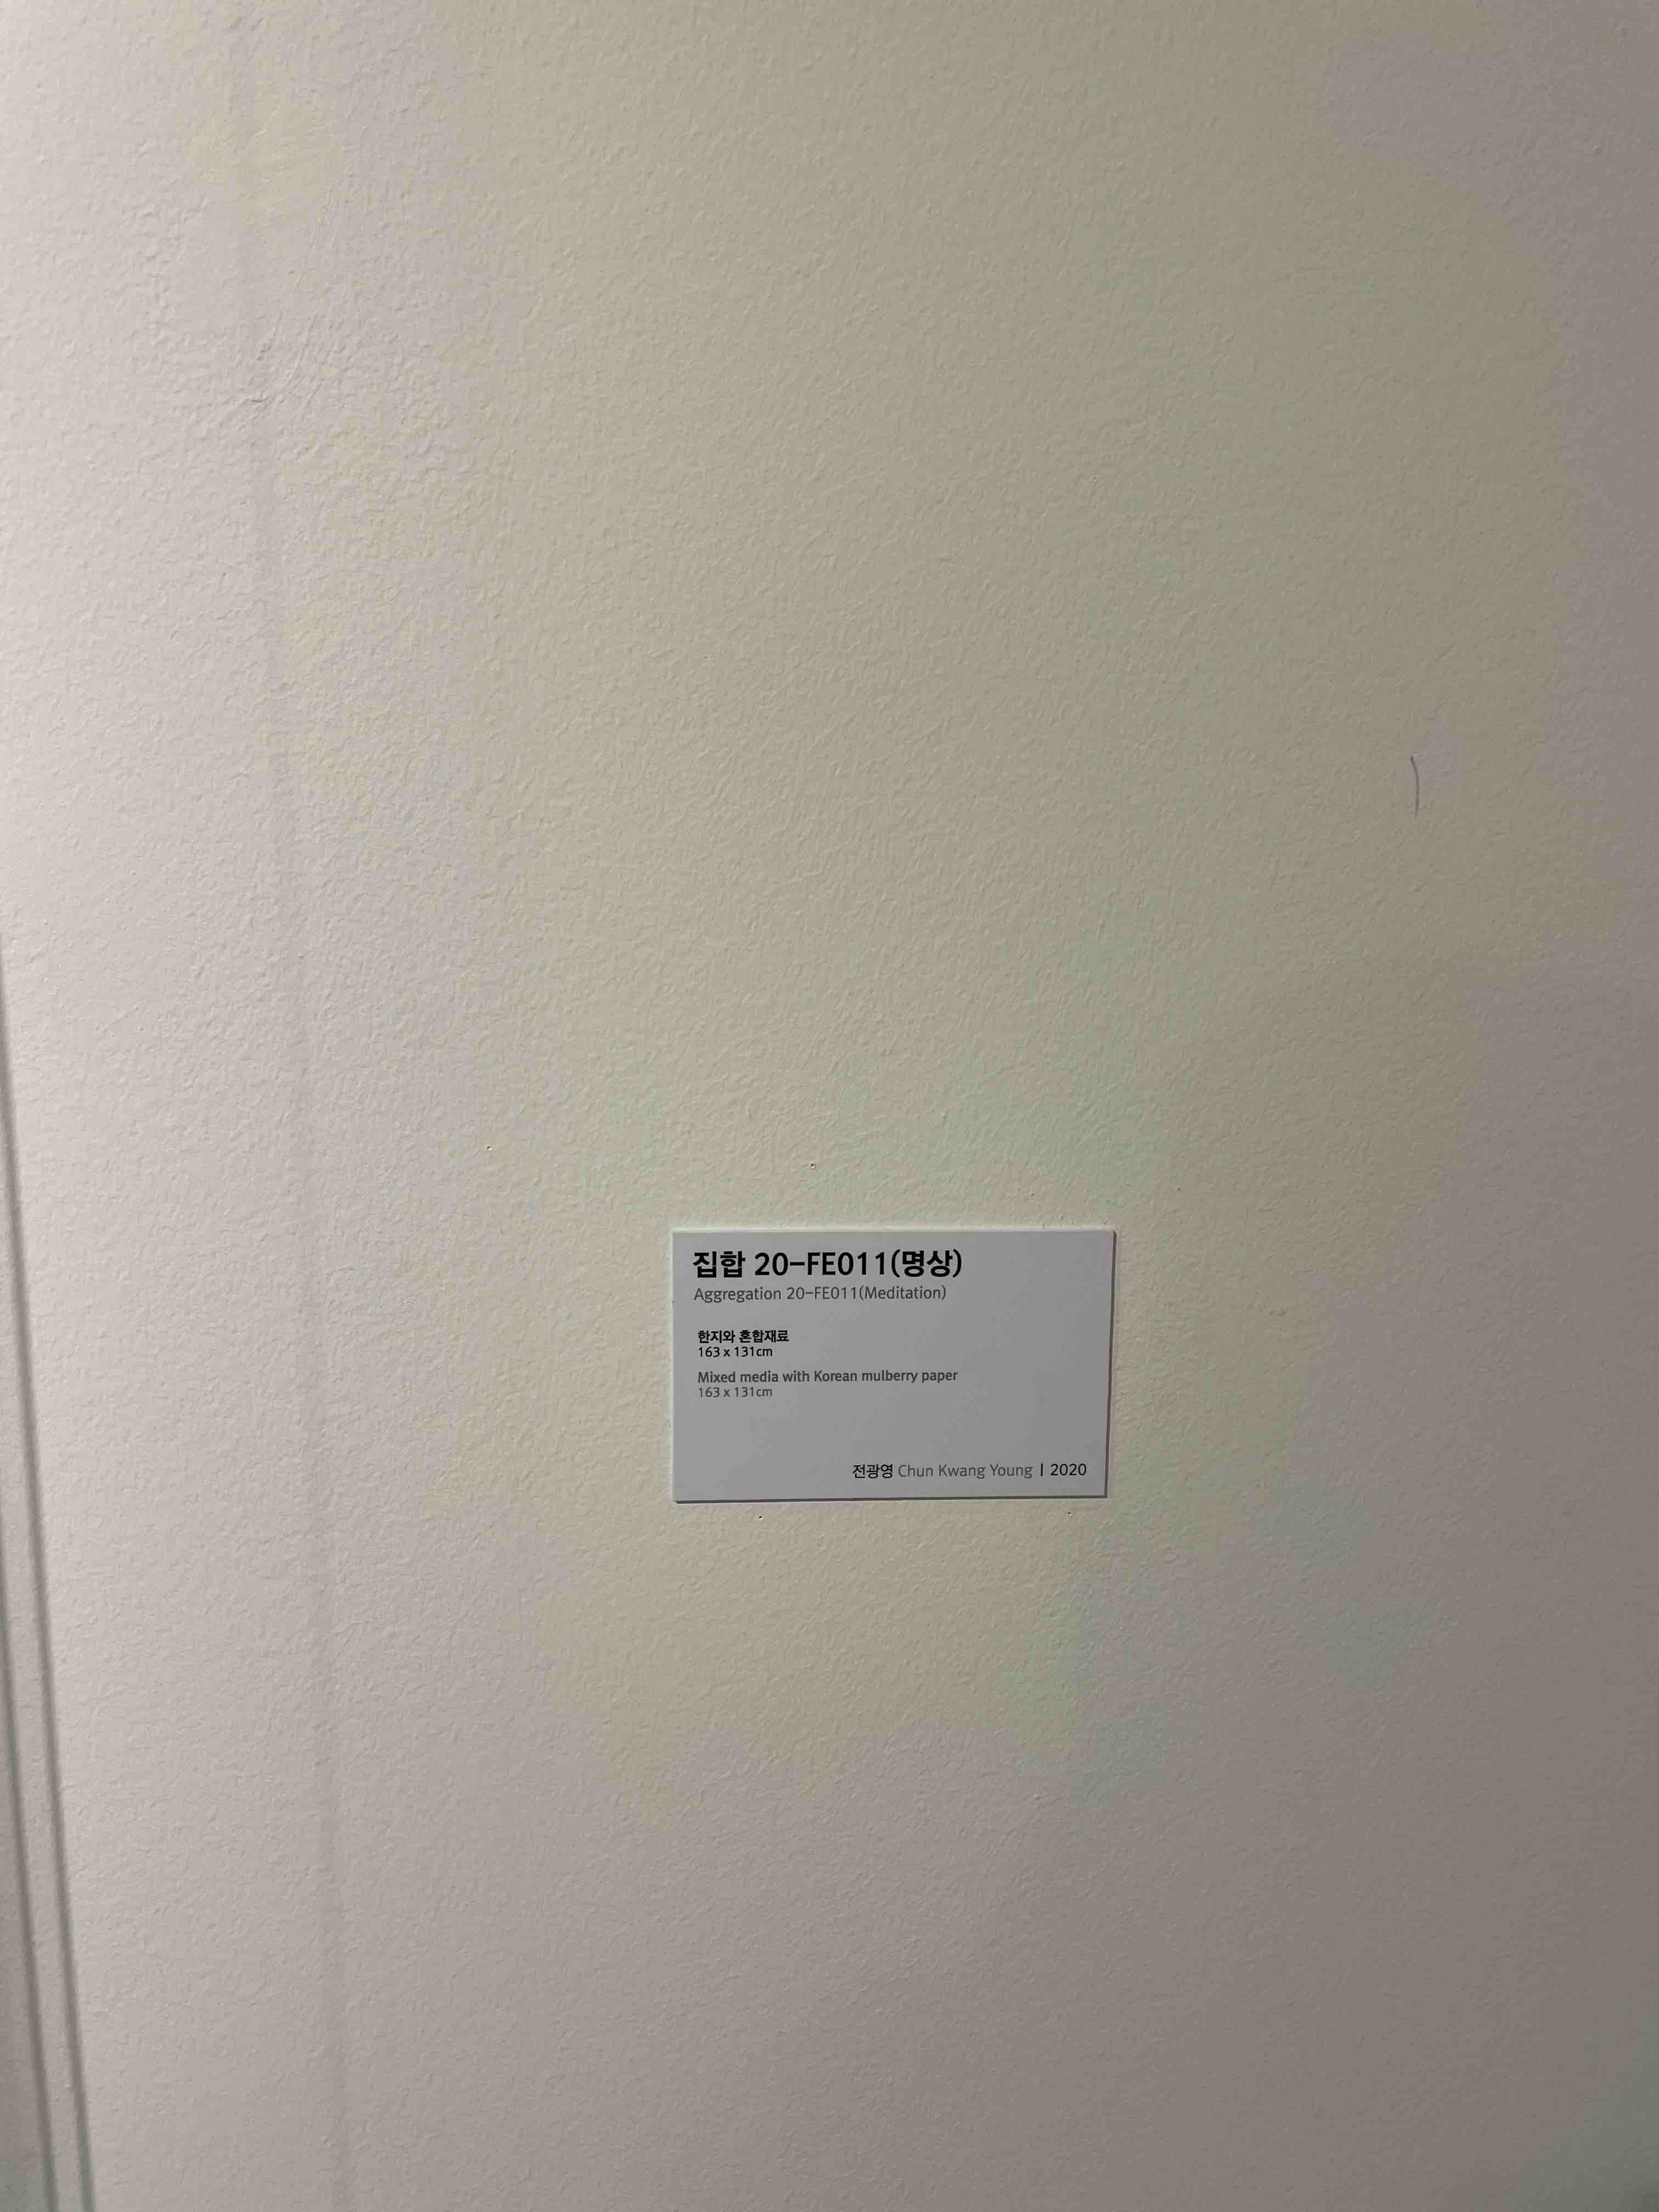 집합 20-FE011(명상)
Aggregation 20-FE011(Meditation)
한지와 혼합재료
163 x 131cm
Mixed media with Korean mulberry paper
163 x 131cm
전광영 Chun Kwang Young | 2020